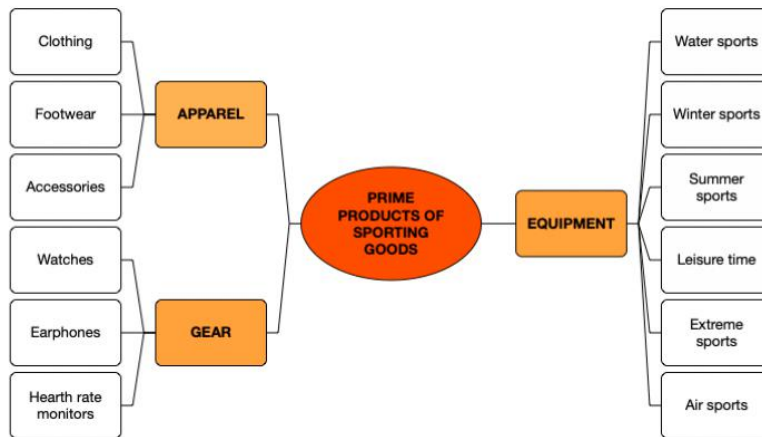 Clothing
Footwear
Accessories
Watches
Earphones
Hearth rate
monitors
APPAREL
GEAR
PRIME
PRODUCTS OF
SPORTING
GOODS
EQUIPMENT
Water sports
Winter sports
Summer
sports
Leisure time
Extreme
sports
Air sports